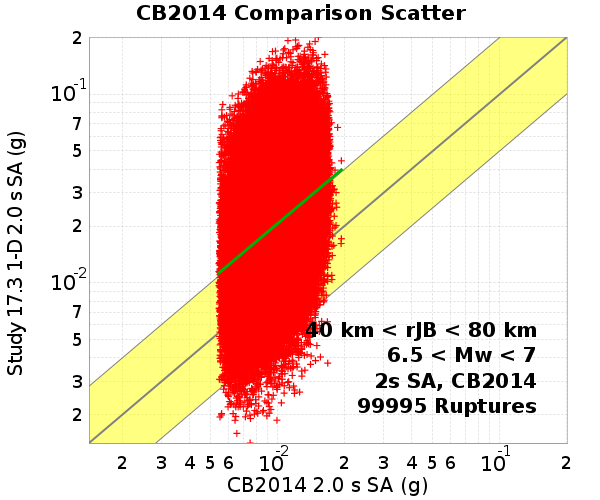 CB2014 Comparison Scatter
2
10-1
7
5
3
2
10-2
7
5
3
2
Study 17.3 1-D 2.0 s SA (g)
40 km < rJB < 80 km
6.5 < Mw < 7
2s SA, CB2014
99995 Ruptures
2 3 4 5 6 10-2 2 3 4 5 6 10-1 2
CB2014 2.0 s SA (g)